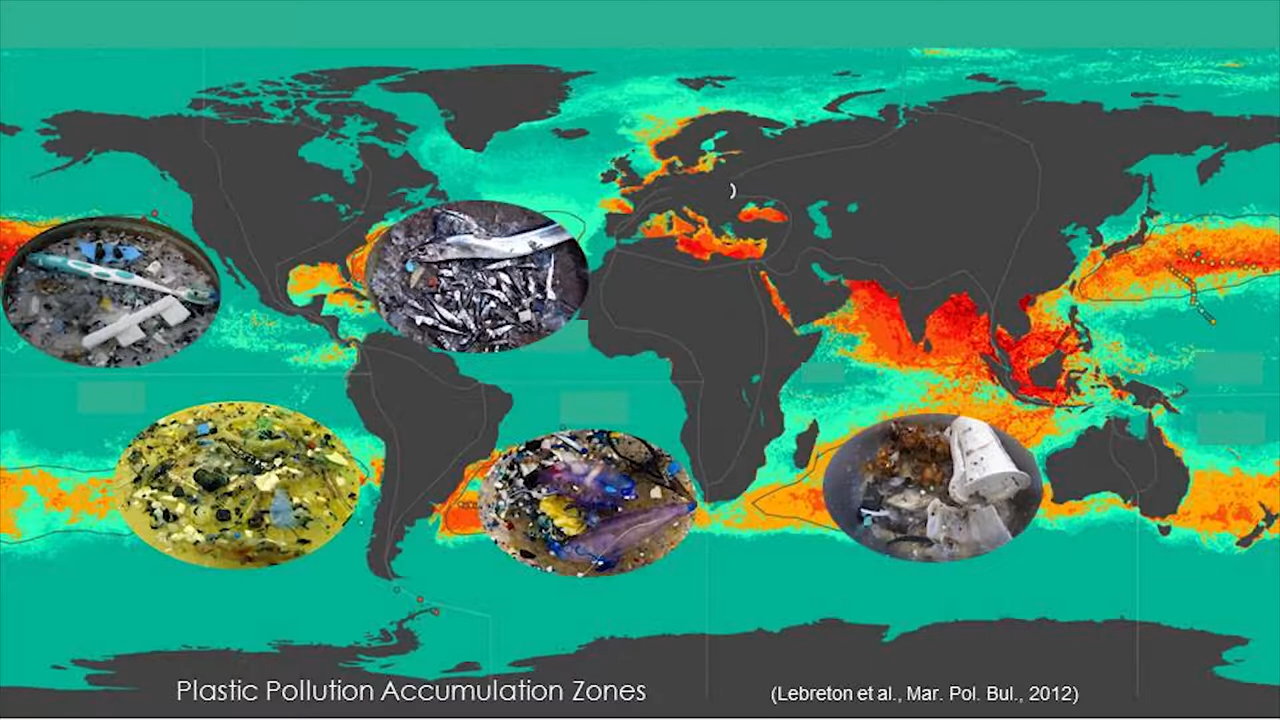 Plastic Pollution Accumulation Zones
(Lebreton et al., Mar. Pol. Bul., 2012)